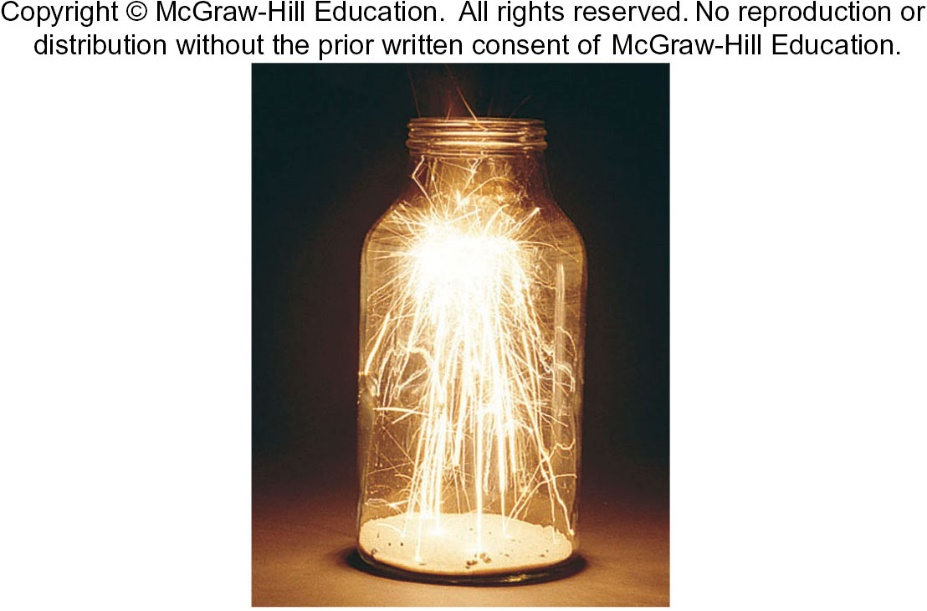 Copyright © McGraw-Hill Education. All rights reserved. No reproduction or
distribution without the prior written consent of McGraw-Hill Education.